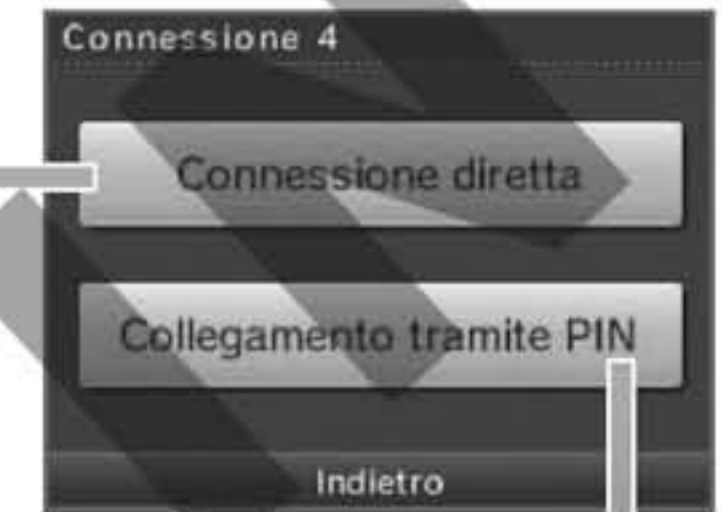 Connessione 4
Connessione diretta
Collegamento tramite PIN
Indietro